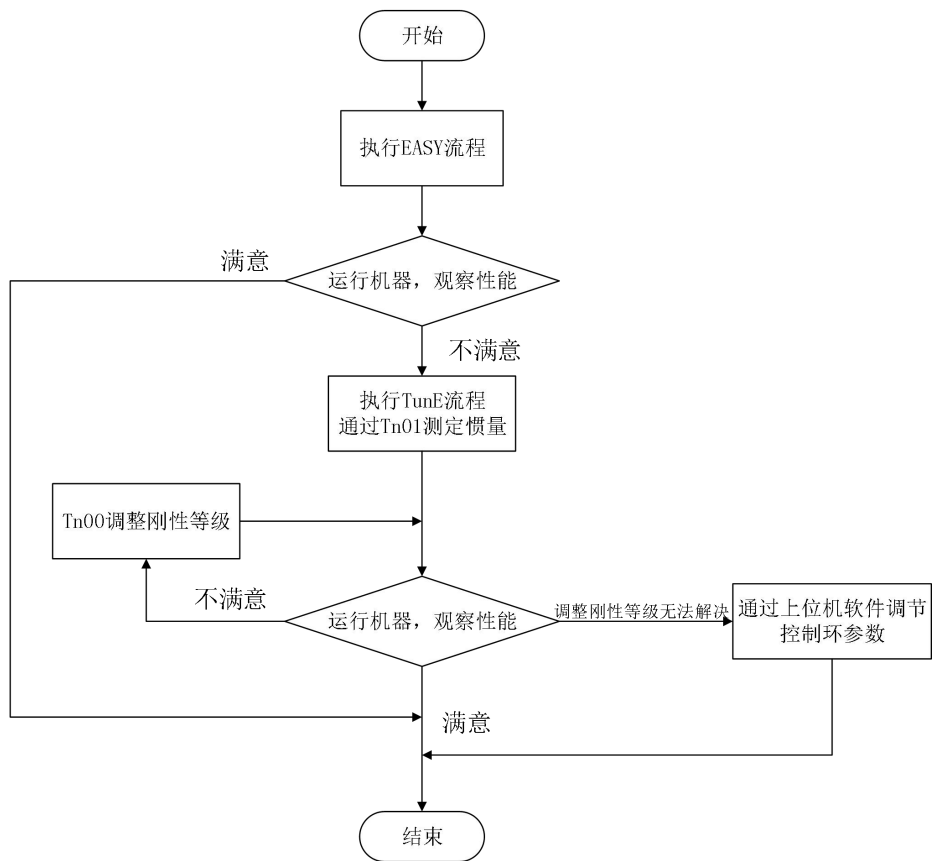 开始
执行EASY流程
满意
运行机器，观察性能
不满意
执行TunE流程
通过Tn01测定惯量
Tn00调整刚性等级
不满意
运行机器，观察性能
调整刚性等级无法解决
通过上位机软件调节
控制环参数
满意
结束